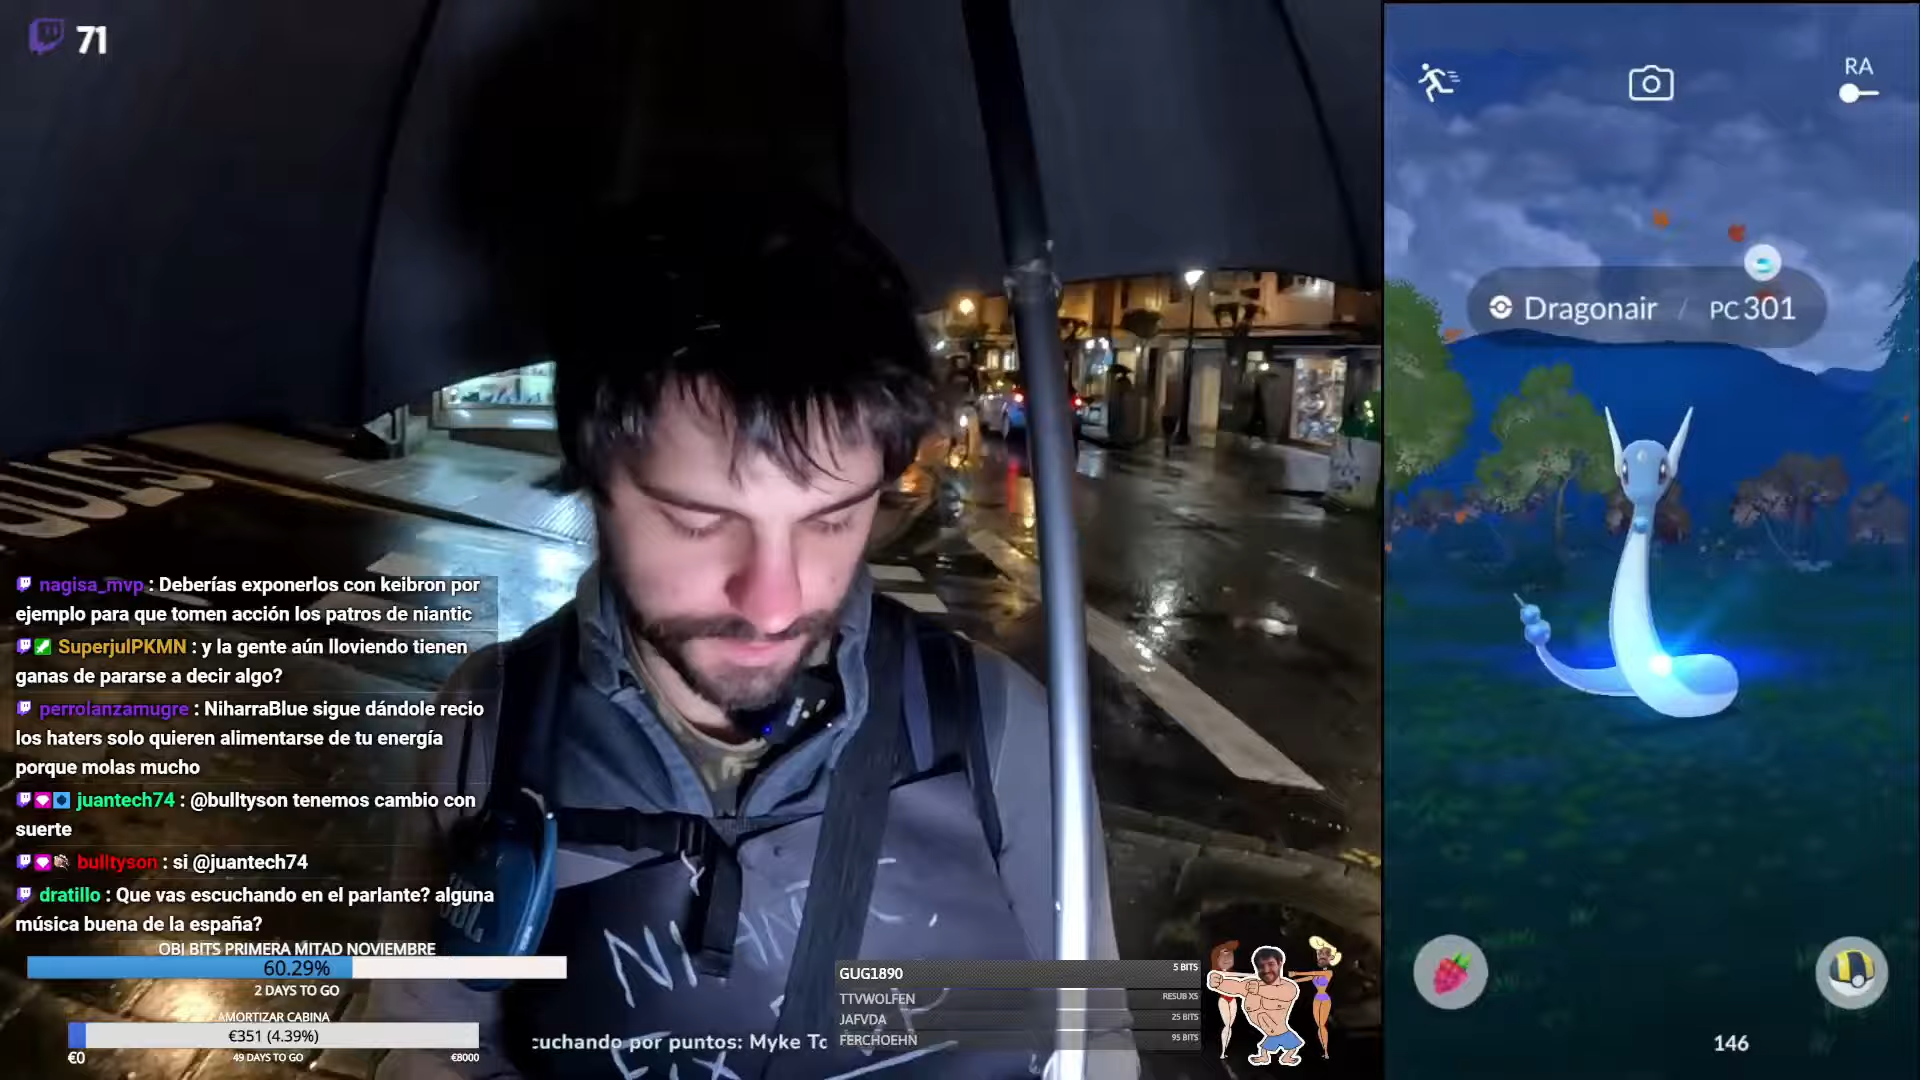 71
RA
Dragonair / PC301
nagisa_mvp : Deberías exponerlos con keibron por
ejemplo para que tomen acción los patros de niantic
SuperjulPKMN : y la gente aún lloviendo tienen
ganas de pararse a decir algo?
perrolanzamugre : NiharraBlue sigue dándole recio
los haters solo quieren alimentarse de tu energía
porque molas mucho
juantech74 : @bulltyson tenemos cambio con
suerte
bulltyson : si @juantech74
dratillo : Que vas escuchando en el parlante? alguna
música buena de la españa?
OBJ BITS PRIMERA MITAD NOVIEMBRE
60.29%
2 DAYS TO GO
AMORTIZAR CABINA
€351 (4.39%)
€0 49 DAYS TO GO €8000
cuchando por puntos: Myke To
GUG1890 5 BITS
TTVWOLFEN RESUB X5
JAFVDA 25 BITS
FERCHOEHN 95 BITS
JBL
146